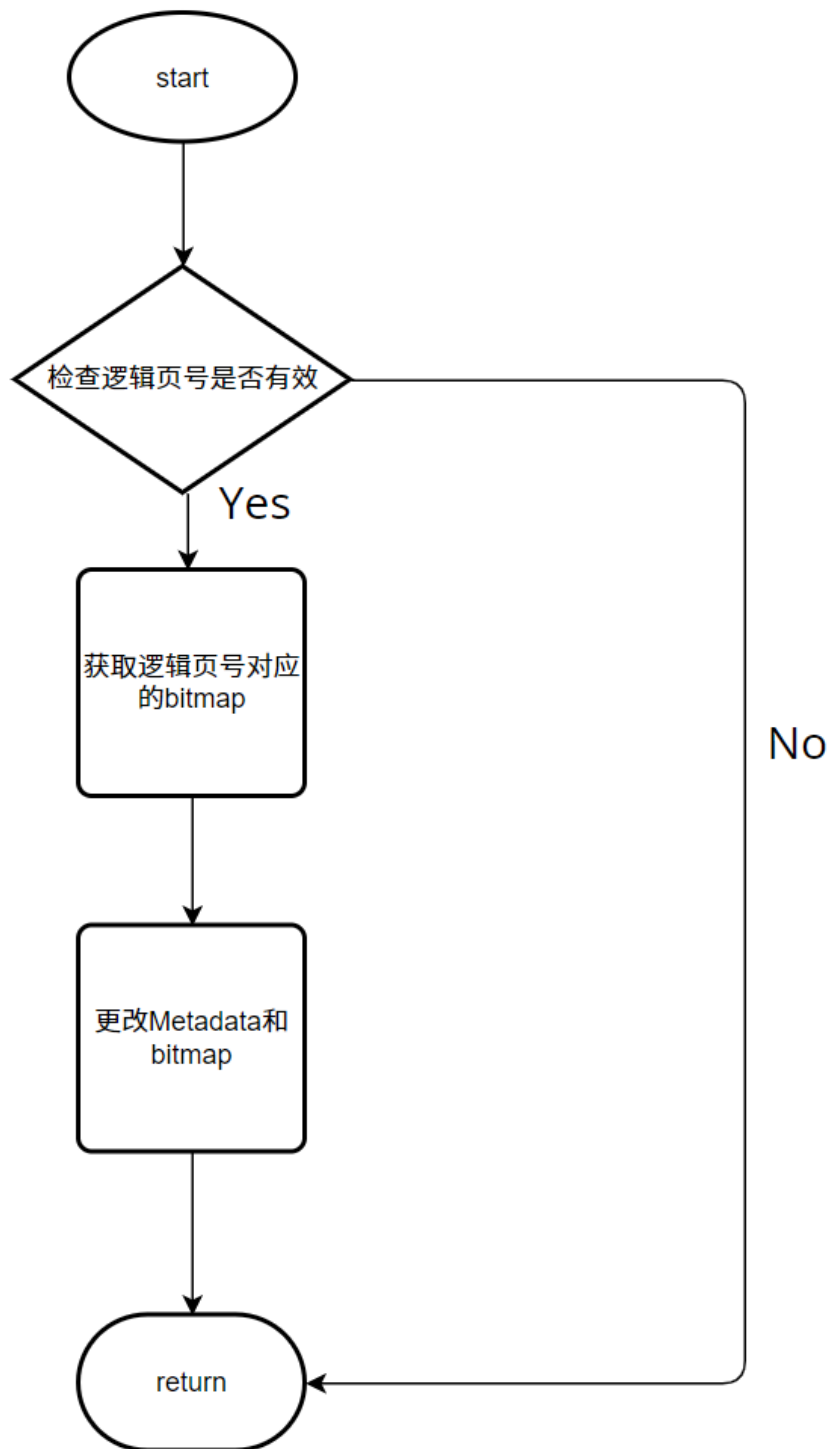 start
检查逻辑页号是否有效
Yes
获取逻辑页号对应
的bitmap
No
更改Metadata和
bitmap
return